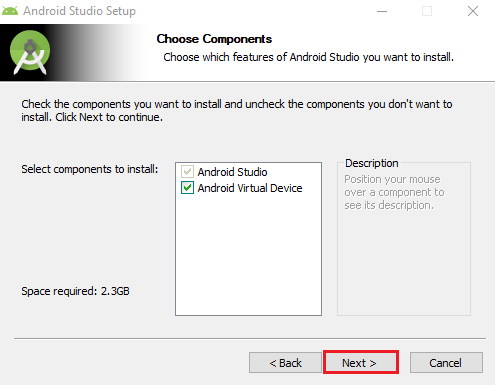 Android Studio Setup
Choose Components
Choose which features of Android Studio you want to install.
Check the components you want to install and uncheck the components you don't want to
install. Click Next to continue.
Select components to install:
Android Studio
Android Virtual Device
Description
Position your mouse
over a component to
see its description.
Space required: 2.3GB
< Back
Next >
Cancel